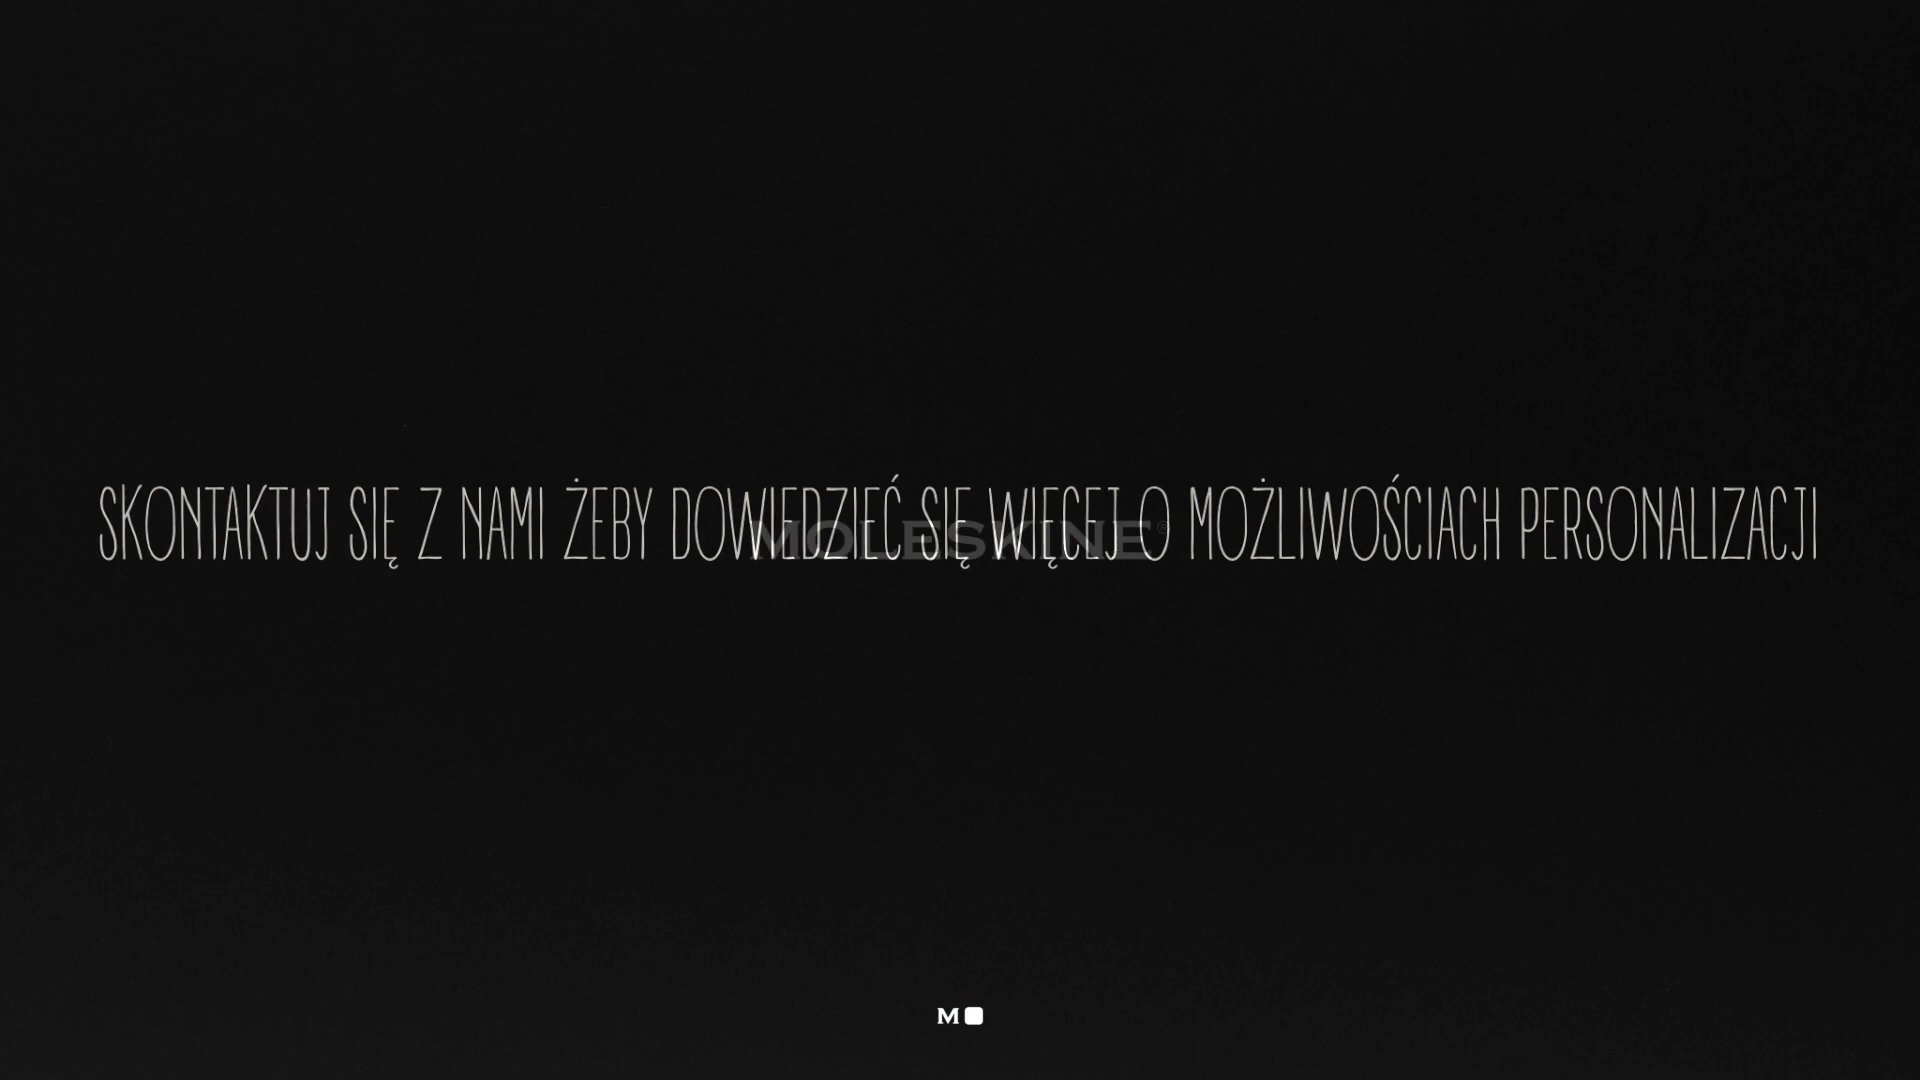 SKONTAKTUJ SIĘ Z NAMI ŻEBY DOWIEDZIEĆ SIĘ WIĘCEJ O MOŻLIWOŚCIACH PERSONALIZACJI
MOLESKINE®
M